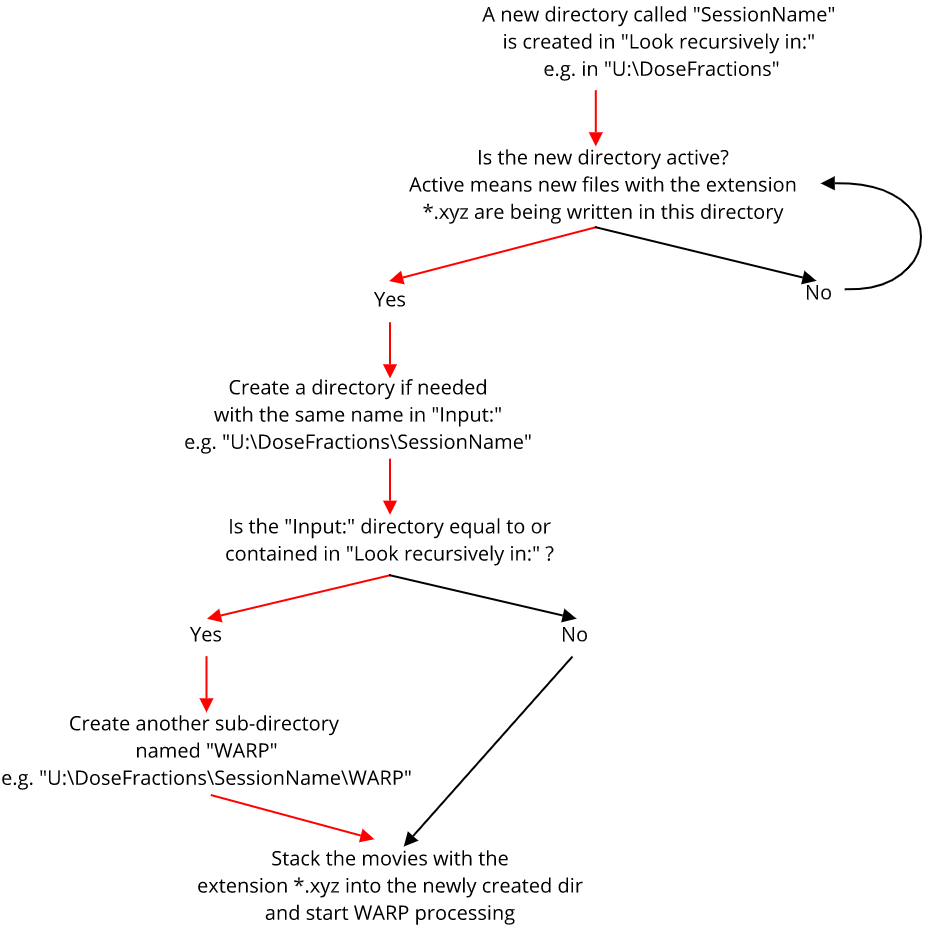 A new directory called "SessionName"
is created in "Look recursively in:"
e.g. in "U:\DoseFractions"
Is the new directory active?
Active means new files with the extension
*.xyz are being written in this directory
Yes
No
Create a directory if needed
with the same name in "Input:"
e.g. "U:\DoseFractions\SessionName"
Is the "Input:" directory equal to or
contained in "Look recursively in:" ?
Yes
No
Create another sub-directory
named "WARP"
e.g. "U:\DoseFractions\SessionName\WARP"
Stack the movies with the
extension *.xyz into the newly created dir
and start WARP processing